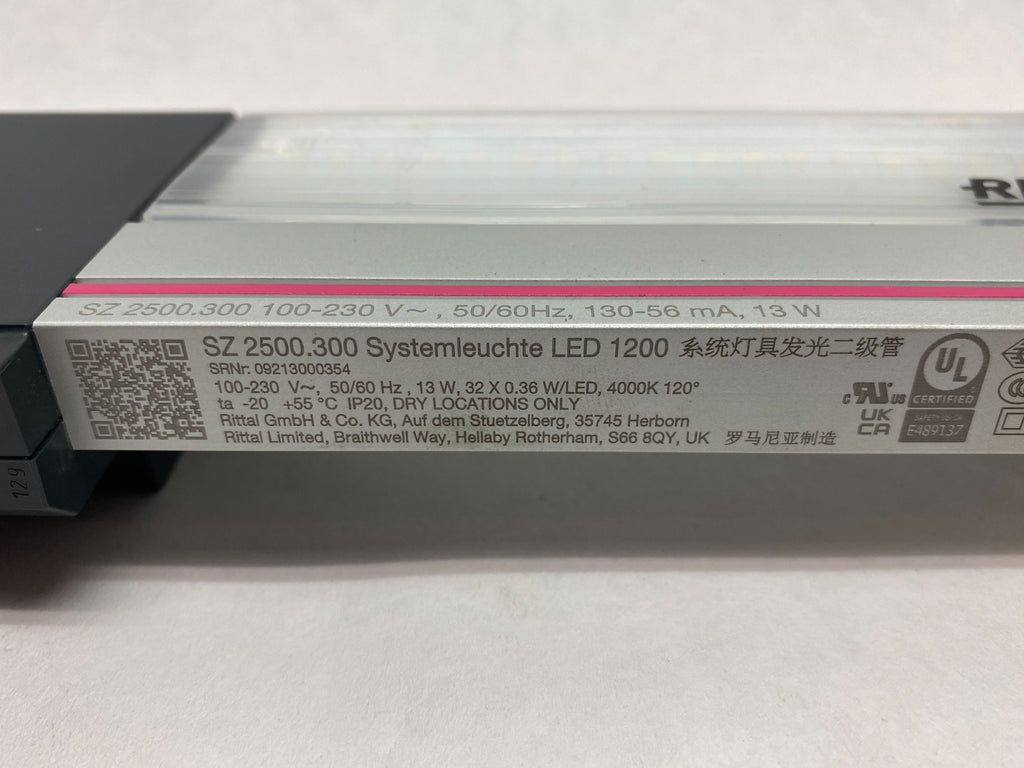 SZ 2500.300 100-230 V~ , 50/60Hz, 130-56 mA, 13 W
SZ 2500.300 Systemleuchte LED 1200 系统灯具发光二级管
SRNr: 09213000354
100-230 V~, 50/60 Hz , 13 W, 32 X 0.36 W/LED, 4000K 120°
ta -20 +55 °C IP20, DRY LOCATIONS ONLY
Rittal GmbH & Co. KG, Auf dem Stuetzelberg, 35745 Herborn
Rittal Limited, Braithwell Way, Hellaby Rotherham, S66 8QY, UK 罗马尼亚制造
c RU US
UK
CA
UL
CERTIFIED
E489137
129